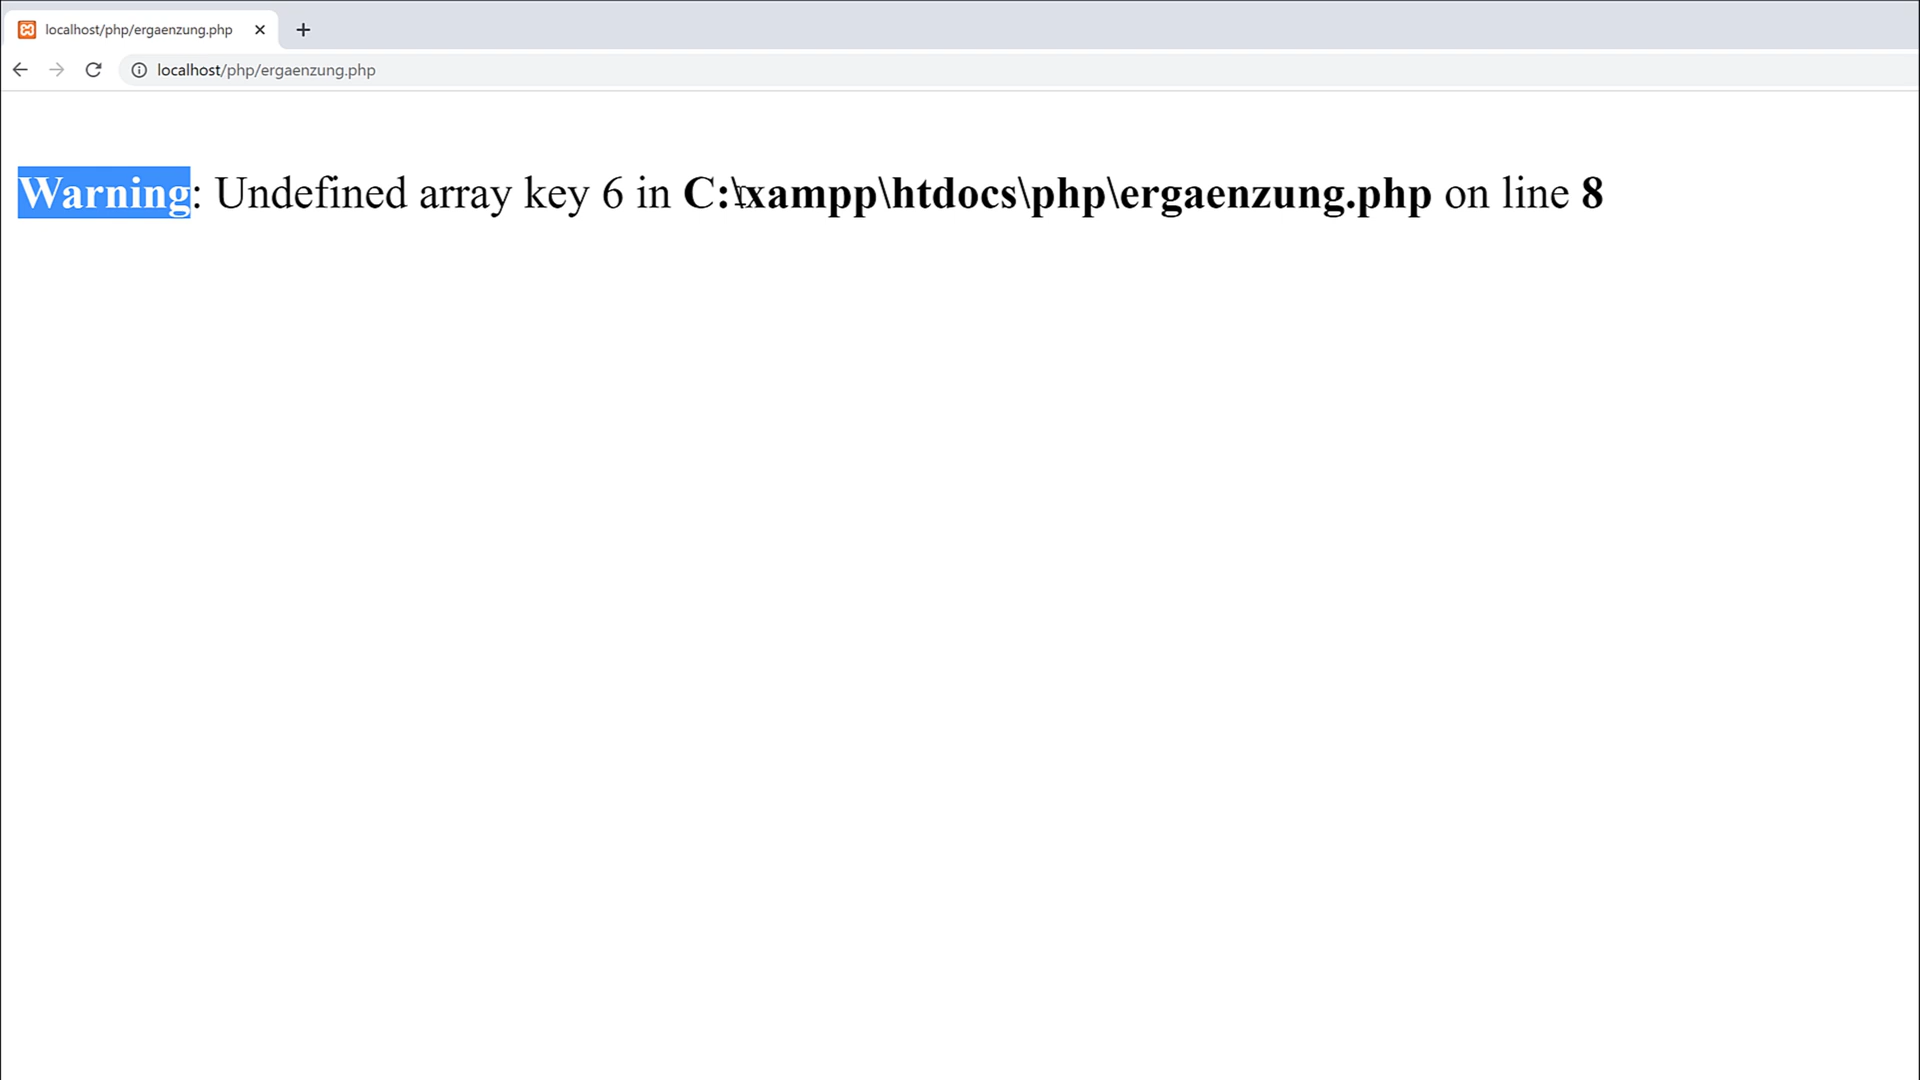 localhost/php/ergaenzung.php
localhost/php/ergaenzung.php
Warning: Undefined array key 6 in C:\xampp\htdocs\php\ergaenzung.php on line 8